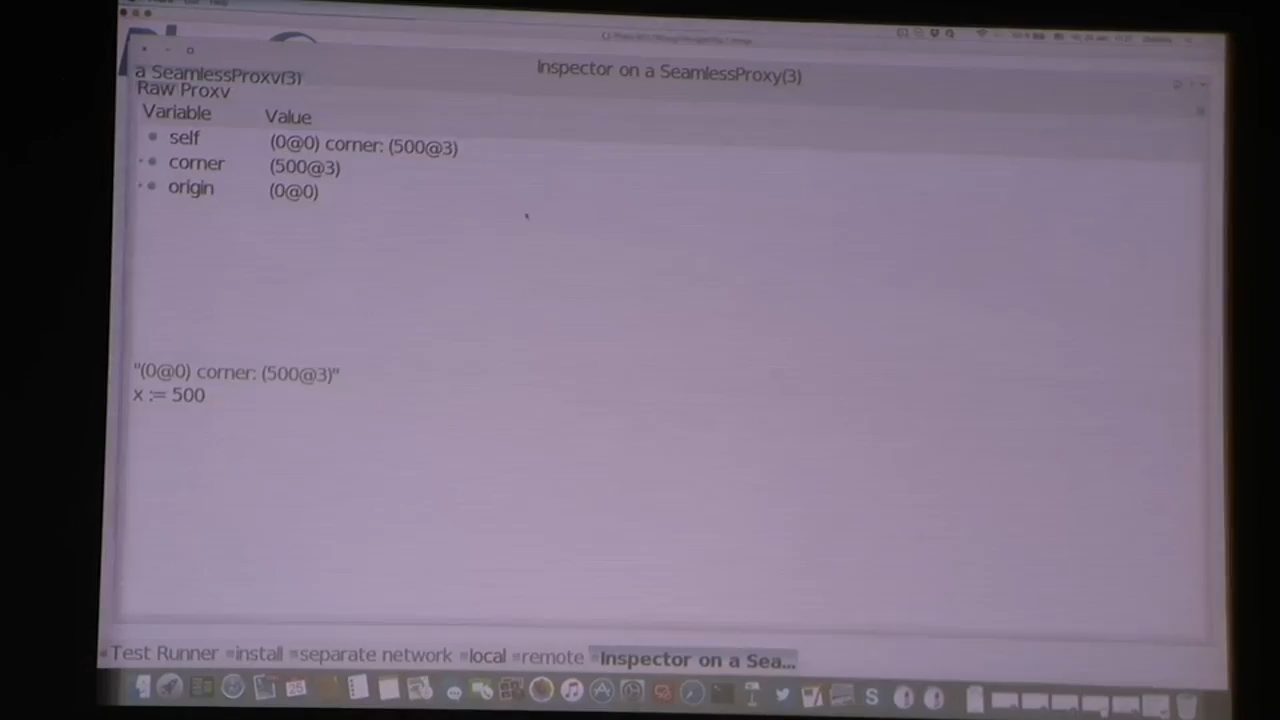 Inspector on a SeamlessProxy(3)
a SeamlessProxy(3)
Raw Proxy
Variable Value
self (0@0) corner: (500@3)
corner (500@3)
origin (0@0)
"(0@0) corner: (500@3)"
x := 500
Test Runner install separate network local remote Inspector on a Sea...
25
S